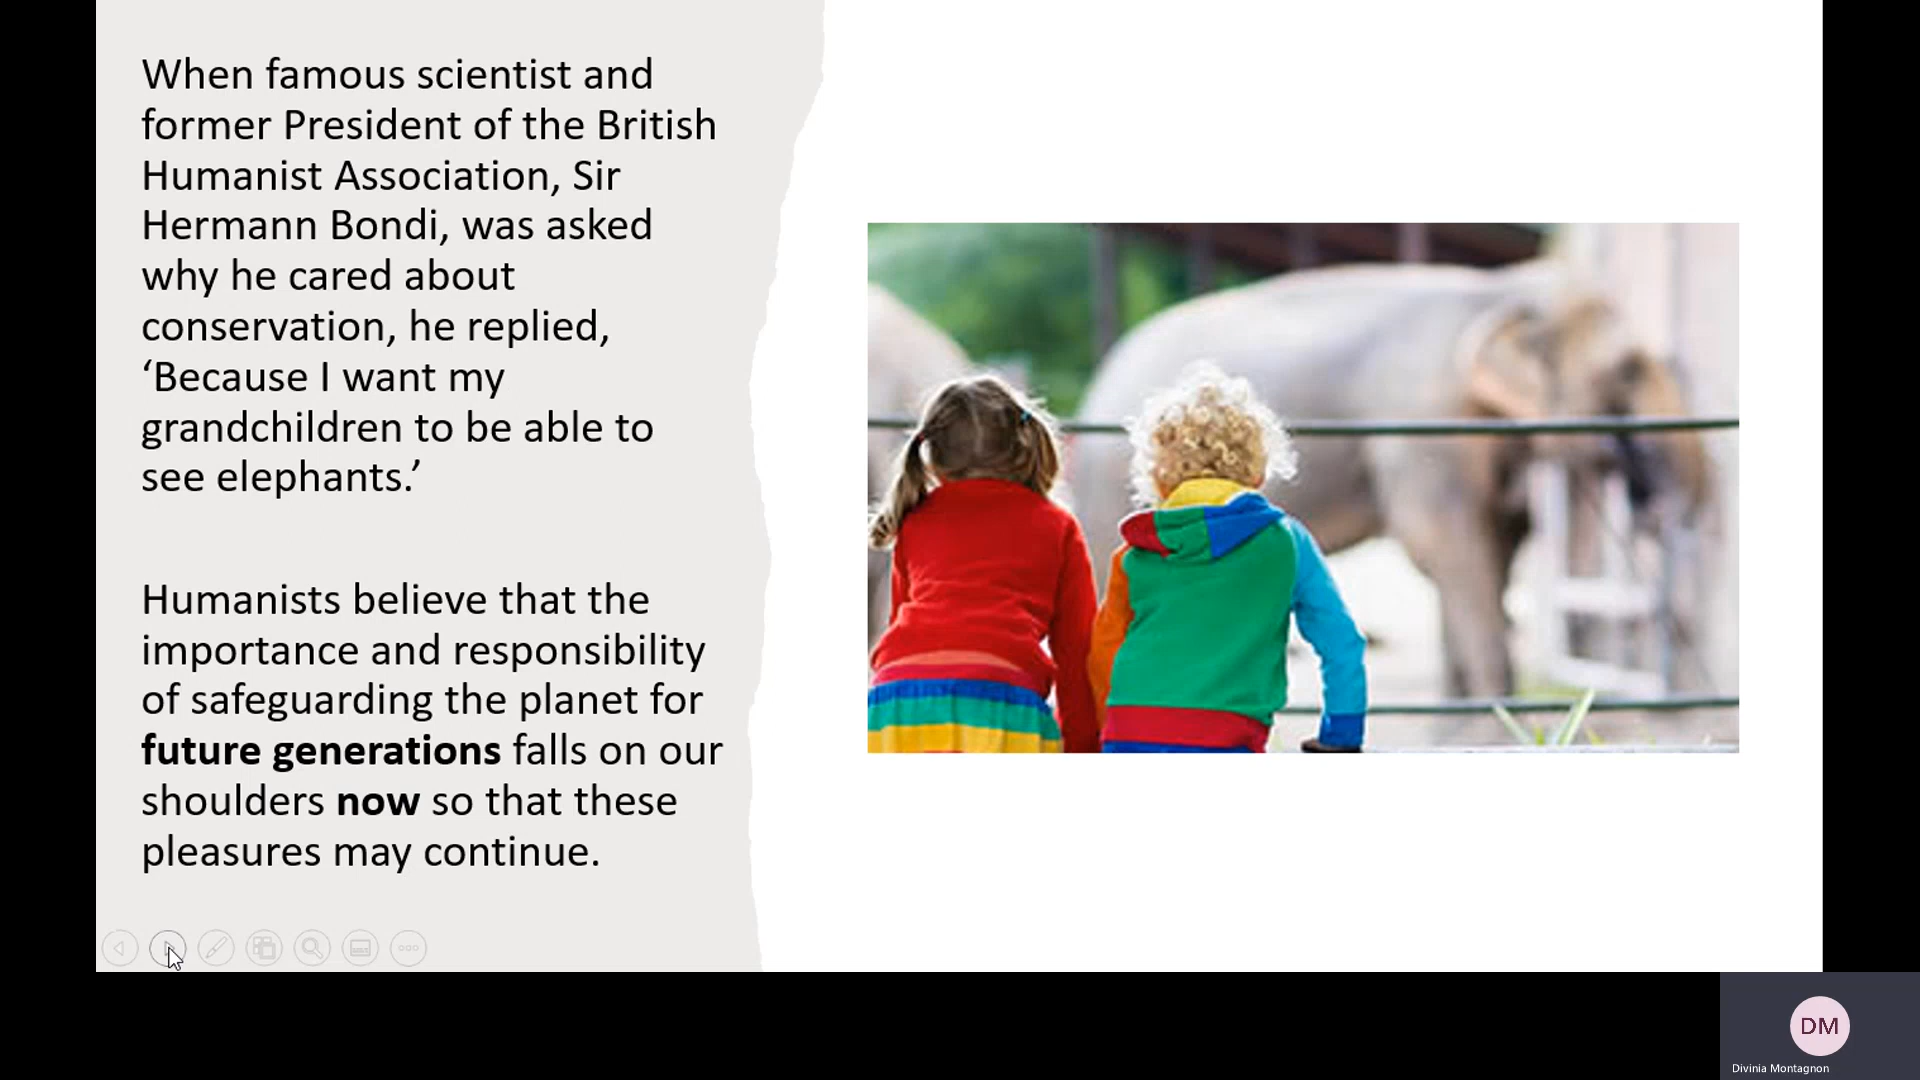 When famous scientist and
former President of the British
Humanist Association, Sir
Hermann Bondi, was asked
why he cared about
conservation, he replied,
‘Because I want my
grandchildren to be able to
see elephants.’
Humanists believe that the
importance and responsibility
of safeguarding the planet for
future generations falls on our
shoulders now so that these
pleasures may continue.
DM
Divinia Montagnon